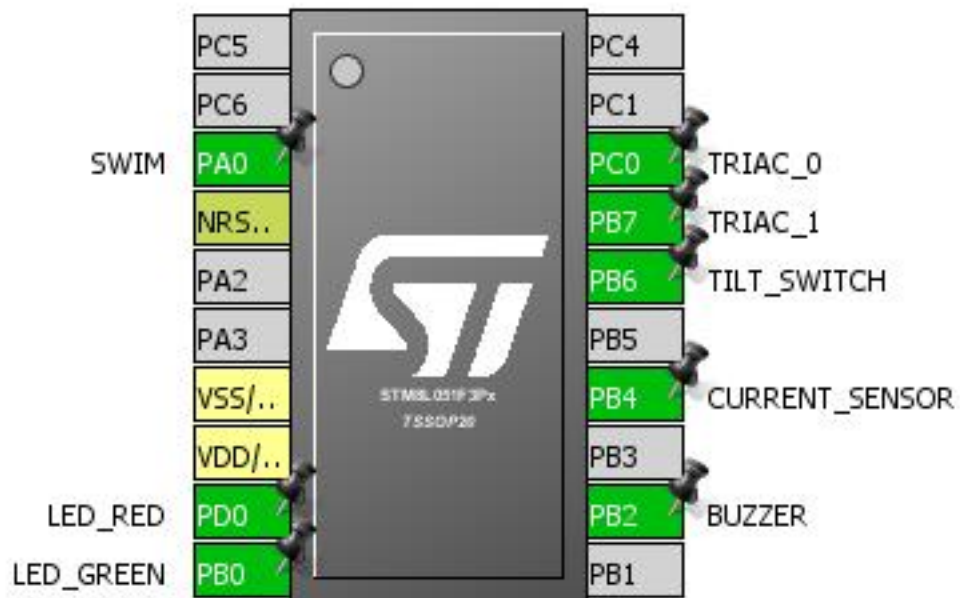 PC5 PC4
PC6 PC1
SWIM PA0 PC0 TRIAC_0
NRS.. PB7 TRIAC_1
PA2 PB6 TILT_SWITCH
PA3 PB5
VSS/.. STM8L051F3Px PB4 CURRENT_SENSOR
TSSOP20
VDD/.. PB3
LED_RED PD0 PB2 BUZZER
LED_GREEN PB0 PB1